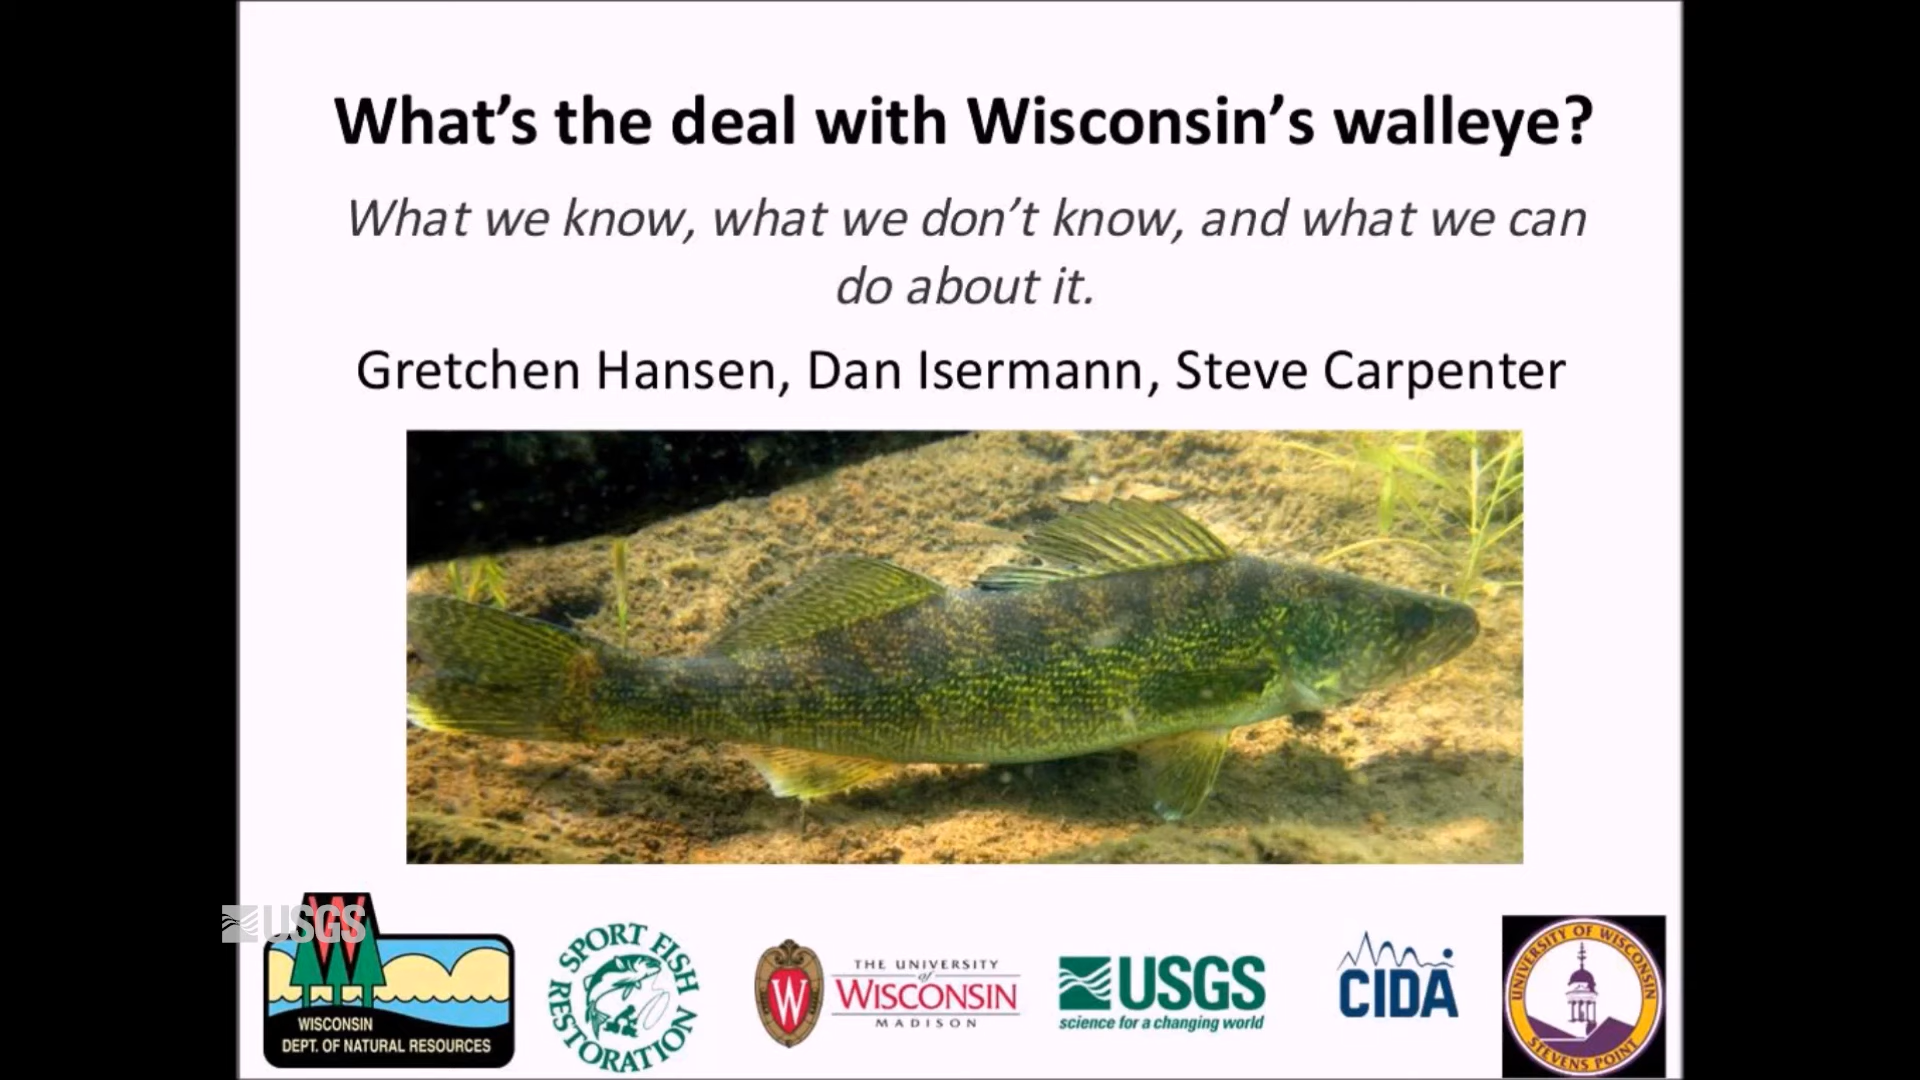 What's the deal with Wisconsin's walleye?
What we know, what we don't know, and what we can
do about it.
Gretchen Hansen, Dan Isermann, Steve Carpenter
USGS
W
WISCONSIN
DEPT. OF NATURAL RESOURCES
SPORT FISH
RESTORATION
W
THE UNIVERSITY
of
WISCONSIN
MADISON
USGS
science for a changing world
CIDA
UNIVERSITY OF WISCONSIN
STEVENS POINT